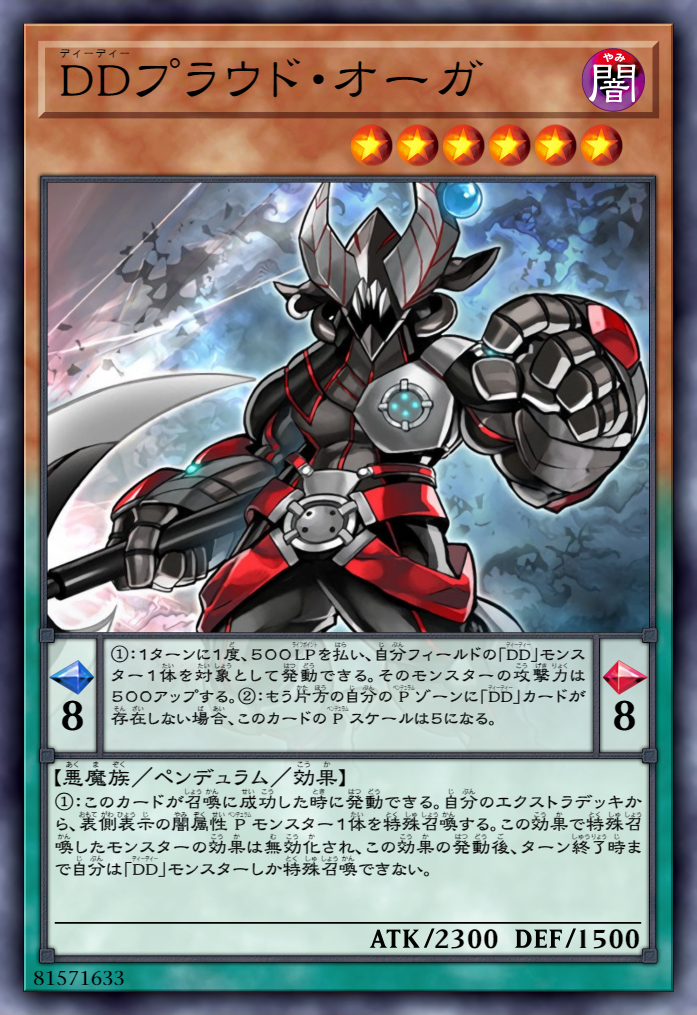 ディーディー
DDプラウド・オーガ
やみ
闇
①:1ターンに1度、500LPを払い、自分フィールドの「DD」モンス
ター1体を対象として発動できる。そのモンスターの攻撃力は
500アップする。②:もう片方の自分のPゾーンに「DD」カードが
存在しない場合、このカードのPスケールは5になる。
8
8
【悪魔族/ペンデュラム/効果】
①:このカードが召喚に成功した時に発動できる。自分のエクストラデッキか
ら、表側表示の闇属性Pモンスター1体を特殊召喚する。この効果で特殊召
喚したモンスターの効果は無効化され、この効果の発動後、ターン終了時ま
で自分は「DD」モンスターしか特殊召喚できない。
ATK/2300 DEF/1500
81571633